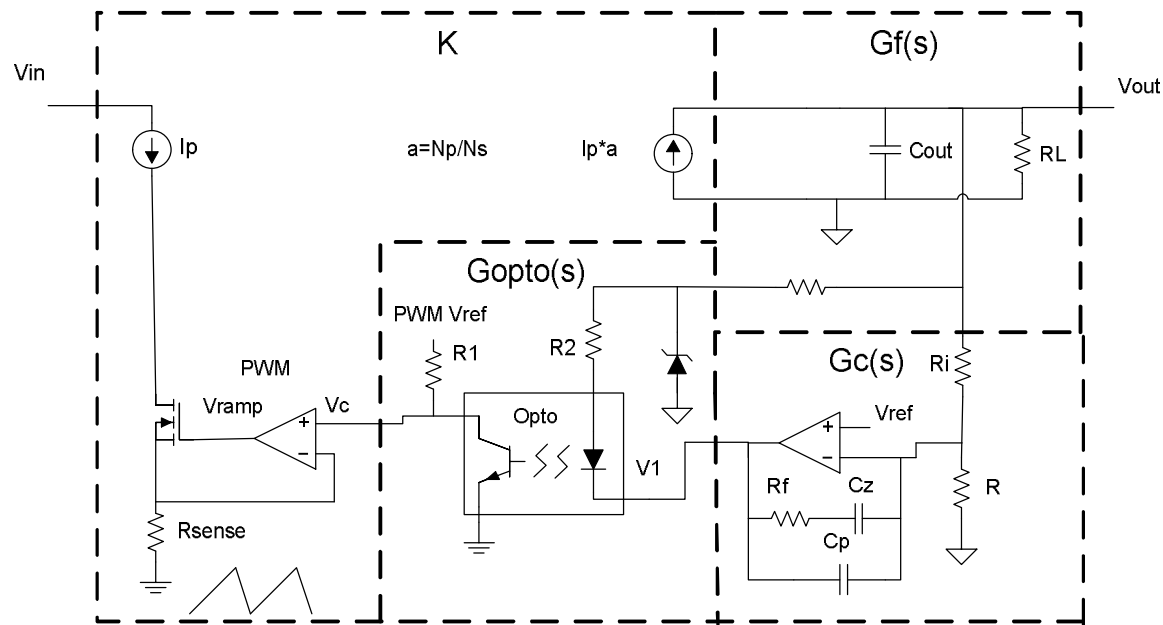 K
Gf(s)
Vin
Vout
Ip
a=Np/Ns
Ip*a
Cout
RL
Gopto(s)
PWM Vref
R1
R2
Gc(s)
Ri
PWM
Vramp
Vc
Opto
Vref
V1
Rf
Cz
R
Rsense
Cp